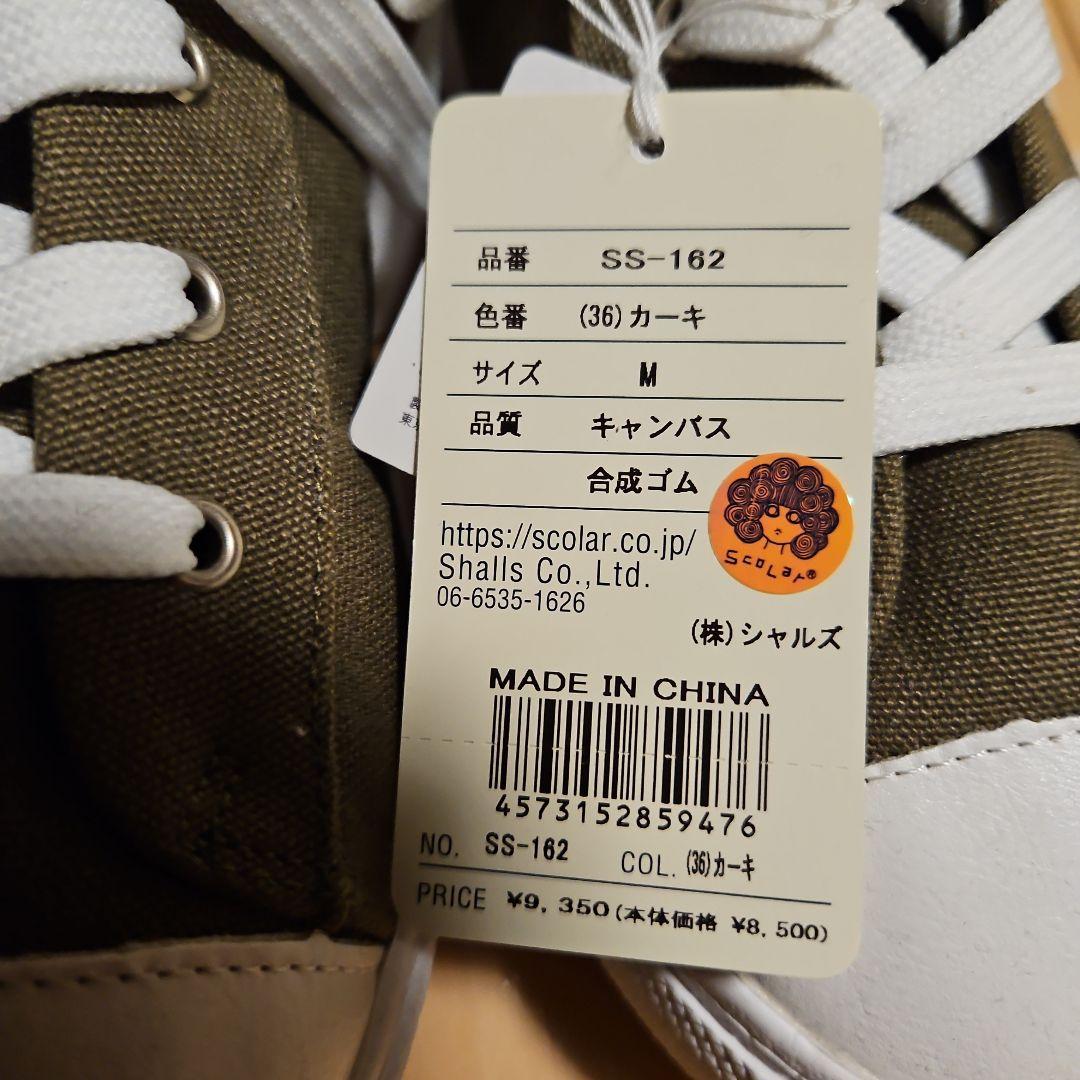 品番 SS-162
色番 (36)カーキ
サイズ M
品質 キャンバス
合成ゴム
https://scolar.co.jp/
Shalls Co.,Ltd.
06-6535-1626
ScoLar®
(株)シャルズ
MADE IN CHINA
4573152859476
NO. SS-162 COL. (36)カーキ
PRICE ¥9,350(本体価格 ¥8,500)
東